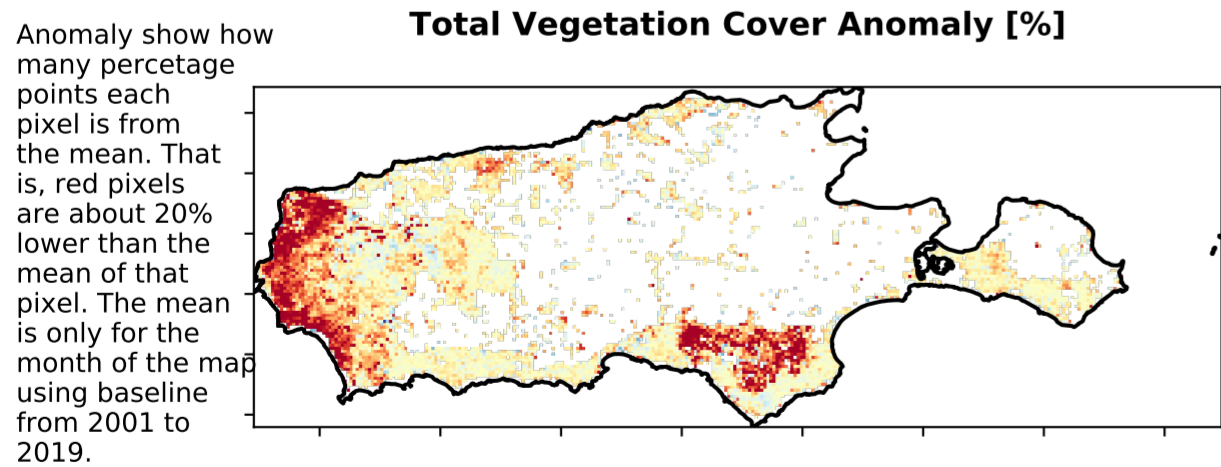 Total Vegetation Cover Anomaly [%]
Anomaly show how
many percetage
points each
pixel is from
the mean. That
is, red pixels
are about 20%
lower than the
mean of that
pixel. The mean
is only for the
month of the map
using baseline
from 2001 to
2019.